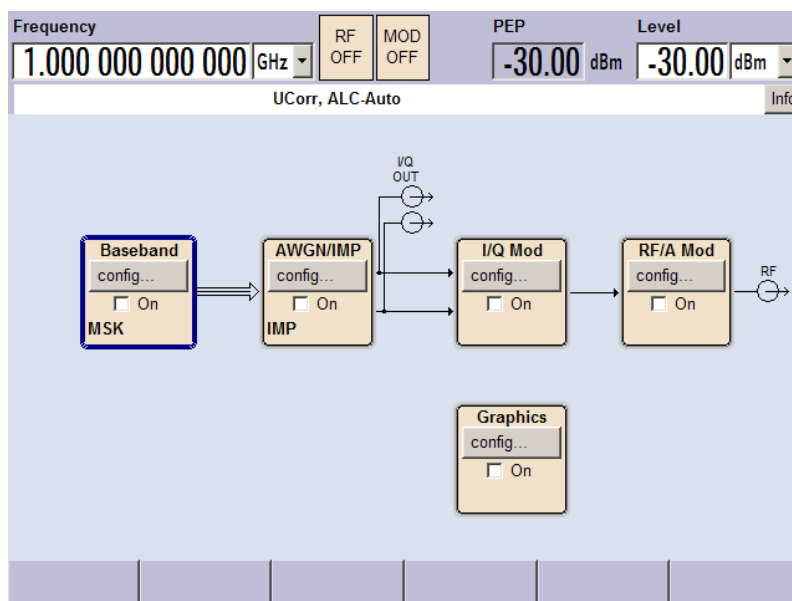 Frequency
RF OFF
MOD OFF
PEP
Level
1.000 000 000 000 GHz
-30.00 dBm
-30.00 dBm
UCorr, ALC-Auto
Info
I/Q
OUT
Baseband
config...
On
MSK
AWGN/IMP
config...
On
IMP
I/Q Mod
config...
On
RF/A Mod
config...
On
RF
Graphics
config...
On